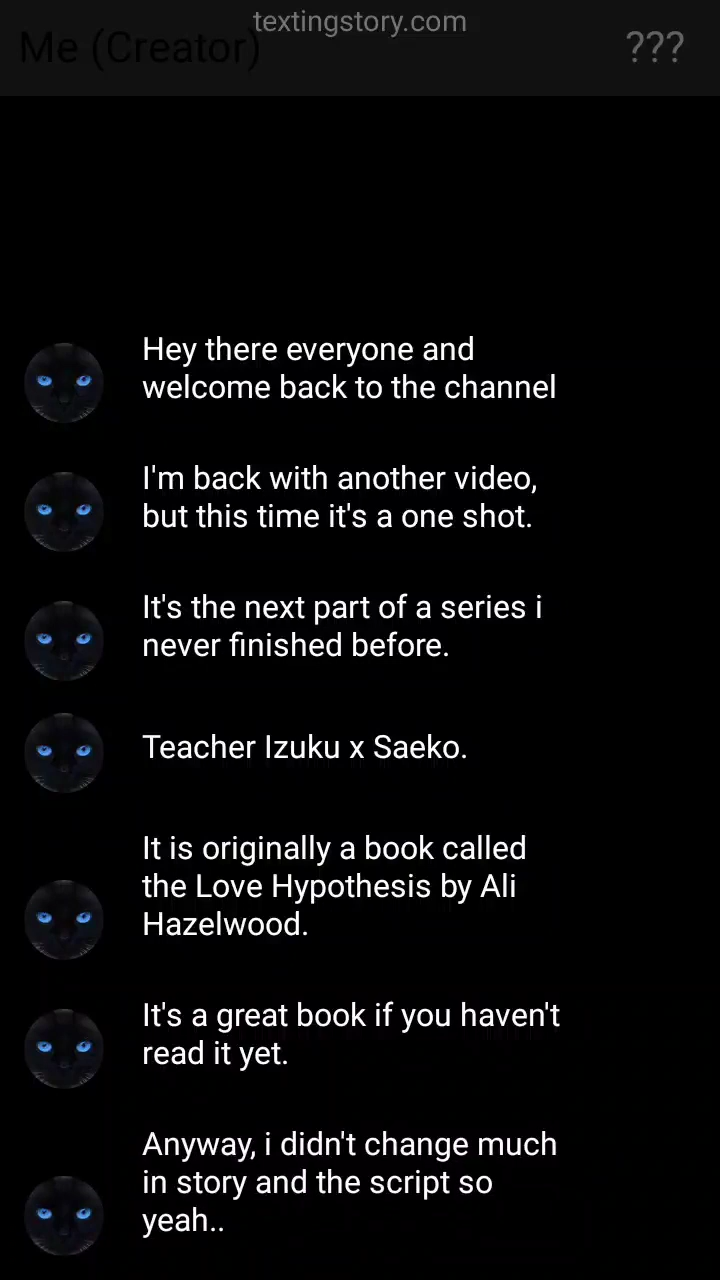 textingstory.com
Me (Creator)
???
Hey there everyone and
welcome back to the channel
I'm back with another video,
but this time it's a one shot.
It's the next part of a series i
never finished before.
Teacher Izuku x Saeko.
It is originally a book called
the Love Hypothesis by Ali
Hazelwood.
It's a great book if you haven't
read it yet.
Anyway, i didn't change much
in story and the script so
yeah..